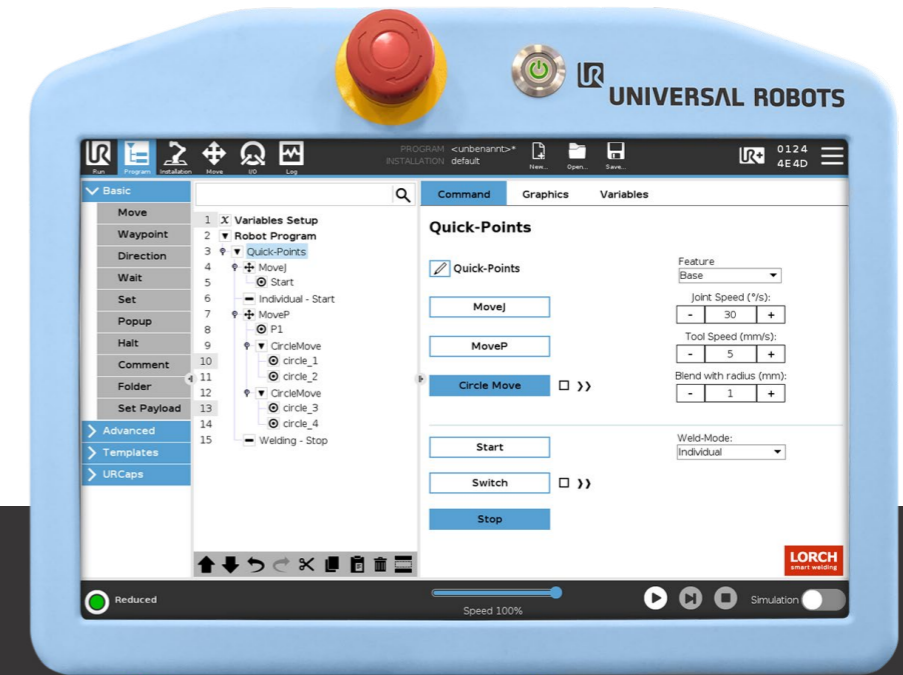 UR
UNIVERSAL ROBOTS
UR
Run
Program
Installation
Move
I/O
Log
PROGRAM <unbenannt>*
INSTALLATION default
New...
Open...
Save...
UR+
0124
4E4D
Basic
Move
Waypoint
Direction
Wait
Set
Popup
Halt
Comment
Folder
Set Payload
Advanced
Templates
URCaps
1 X Variables Setup
2 Robot Program
3 Quick-Points
4 MoveJ
5 Start
6 Individual - Start
7 MoveP
8 P1
9 CircleMove
10 circle_1
11 circle_2
12 CircleMove
13 circle_3
14 circle_4
15 Welding - Stop
Command Graphics Variables
Quick-Points
Quick-Points
MoveJ
MoveP
Circle Move
Feature
Base
Joint Speed (°/s):
- 30 +
Tool Speed (mm/s):
- 5 +
Blend with radius (mm):
- 1 +
Start
Switch
Stop
Weld-Mode:
Individual
LORCH
smart welding
Reduced
Speed 100%
Simulation